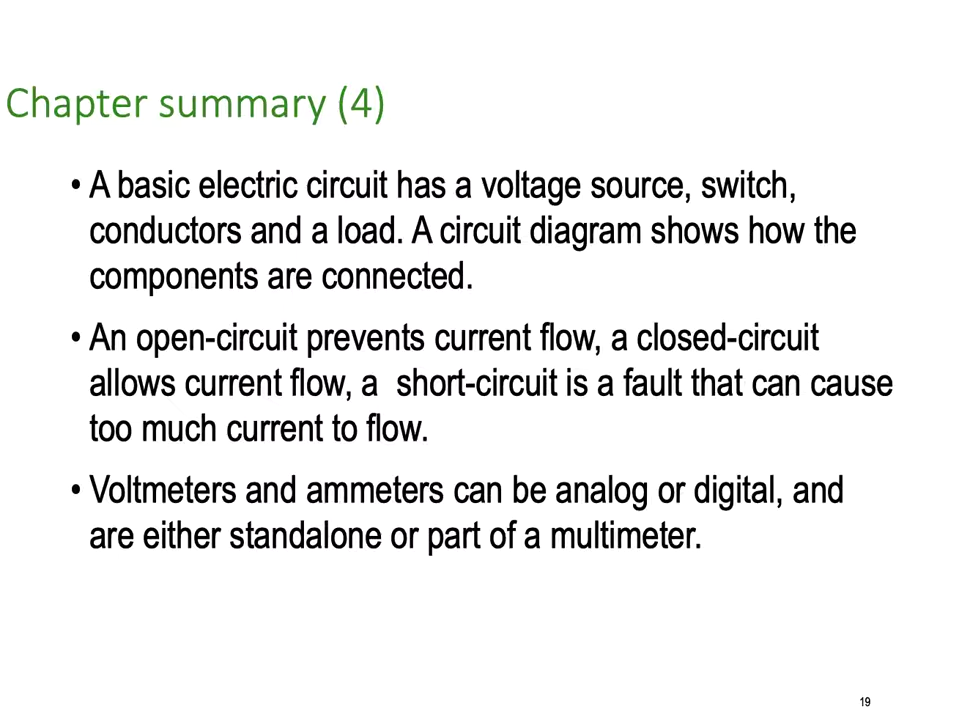 Chapter summary (4)
• A basic electric circuit has a voltage source, switch,
conductors and a load. A circuit diagram shows how the
components are connected.
• An open-circuit prevents current flow, a closed-circuit
allows current flow, a  short-circuit is a fault that can cause
too much current to flow.
• Voltmeters and ammeters can be analog or digital, and
are either standalone or part of a multimeter.
19